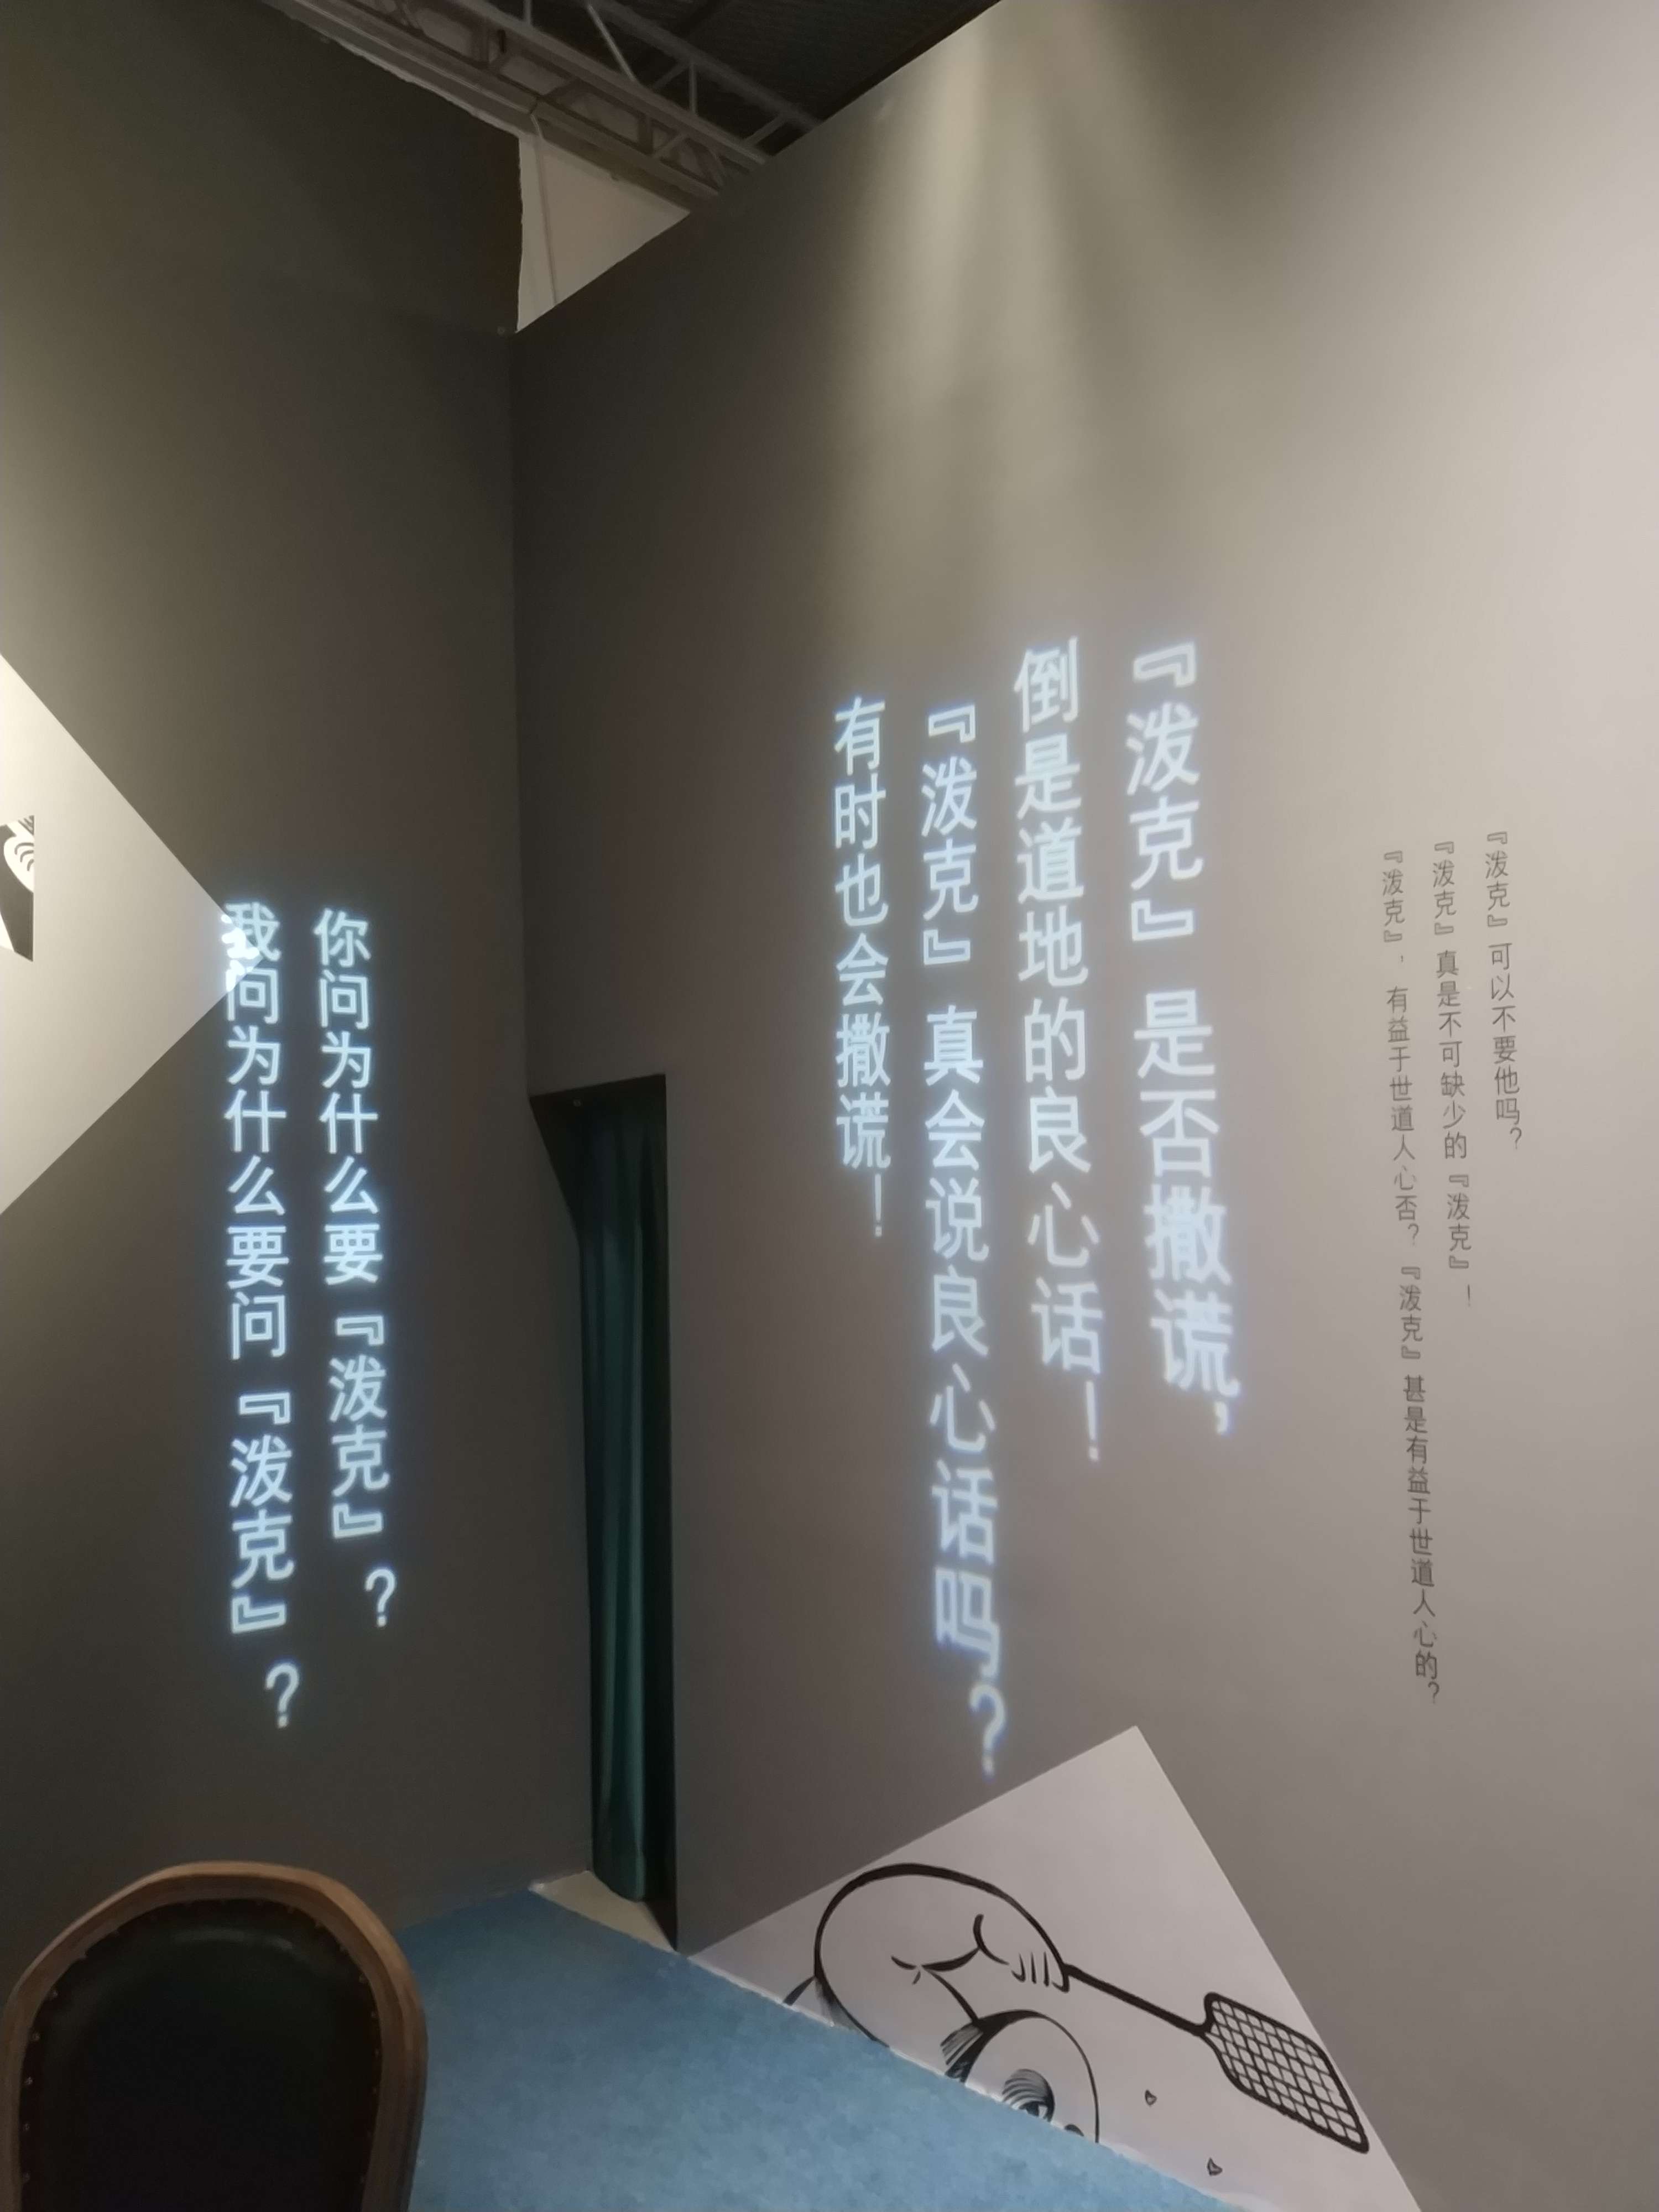 『泼克』可以不要他吗?
『泼克』真是不可缺少的『泼克』!
『泼克』,有益于世道人心否?『泼克』甚是有益于世道人心的?
『泼克』是否撒谎,
倒是道地的良心话!
『泼克』真会说良心话吗?
有时也会撒谎!
你问为什么要『泼克』?
我问为什么要问『泼克』?